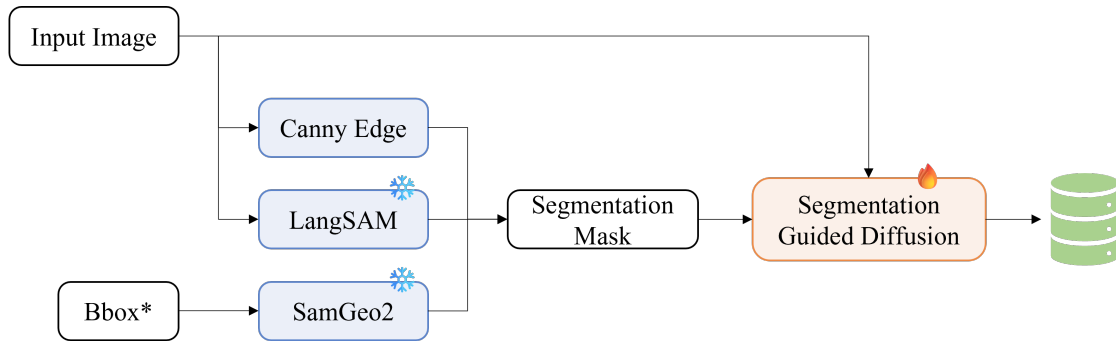 Input Image
Canny Edge
LangSAM
SamGeo2
Bbox*
Segmentation
Mask
Segmentation
Guided Diffusion